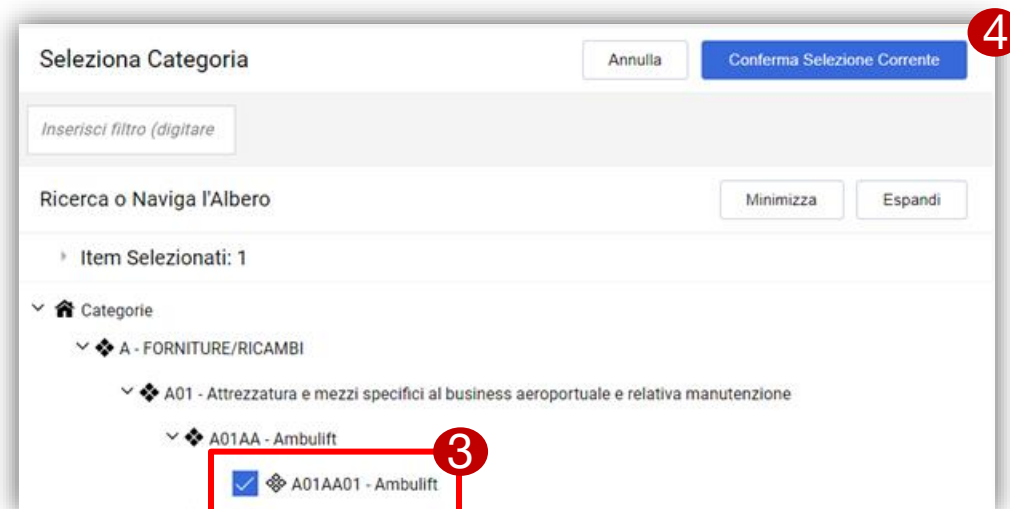 4
Seleziona Categoria Annulla Conferma Selezione Corrente
Inserisci filtro (digitare
Ricerca o Naviga l'Albero Minimizza Espandi
Item Selezionati: 1
Categorie
A - FORNITURE/RICAMBI
A01 - Attrezzatura e mezzi specifici al business aeroportuale e relativa manutenzione
A01AA - Ambulift
3
A01AA01 - Ambulift